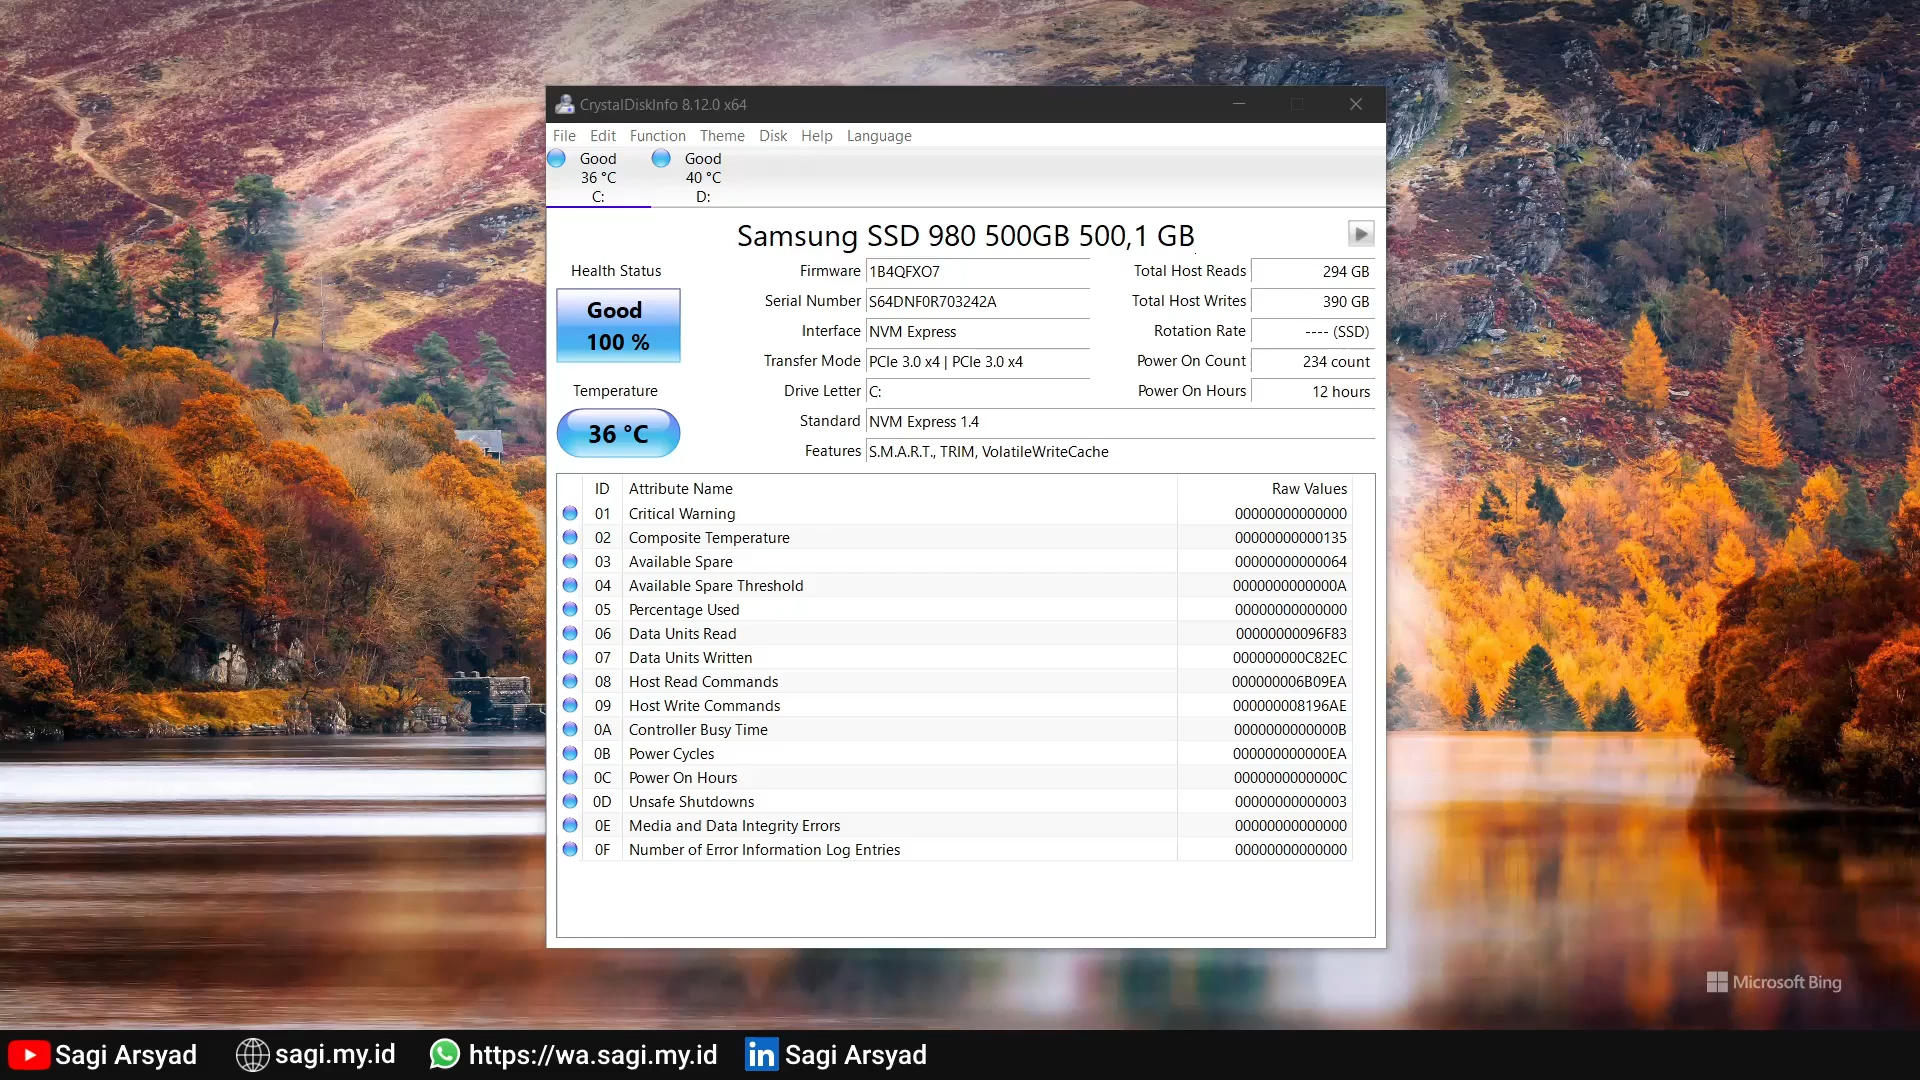 CrystalDiskInfo 8.12.0 x64
File Edit Function Theme Disk Help Language
Good Good
36 °C 40 °C
C: D:
Samsung SSD 980 500GB 500,1 GB
Health Status
Good
100 %
Temperature
36 °C
Firmware 1B4QFXO7
Serial Number S64DNF0R703242A
Interface NVM Express
Transfer Mode PCIe 3.0 x4 | PCIe 3.0 x4
Drive Letter C:
Standard NVM Express 1.4
Features S.M.A.R.T., TRIM, VolatileWriteCache
Total Host Reads 294 GB
Total Host Writes 390 GB
Rotation Rate ---- (SSD)
Power On Count 234 count
Power On Hours 12 hours
ID Attribute Name Raw Values
01 Critical Warning 00000000000000
02 Composite Temperature 00000000000135
03 Available Spare 00000000000064
04 Available Spare Threshold 0000000000000A
05 Percentage Used 00000000000000
06 Data Units Read 00000000096F83
07 Data Units Written 000000000C82EC
08 Host Read Commands 000000006B09EA
09 Host Write Commands 000000008196AE
0A Controller Busy Time 0000000000000B
0B Power Cycles 000000000000EA
0C Power On Hours 0000000000000C
0D Unsafe Shutdowns 00000000000003
0E Media and Data Integrity Errors 00000000000000
0F Number of Error Information Log Entries 00000000000000
Microsoft Bing
Sagi Arsyad sagi.my.id https://wa.sagi.my.id in Sagi Arsyad